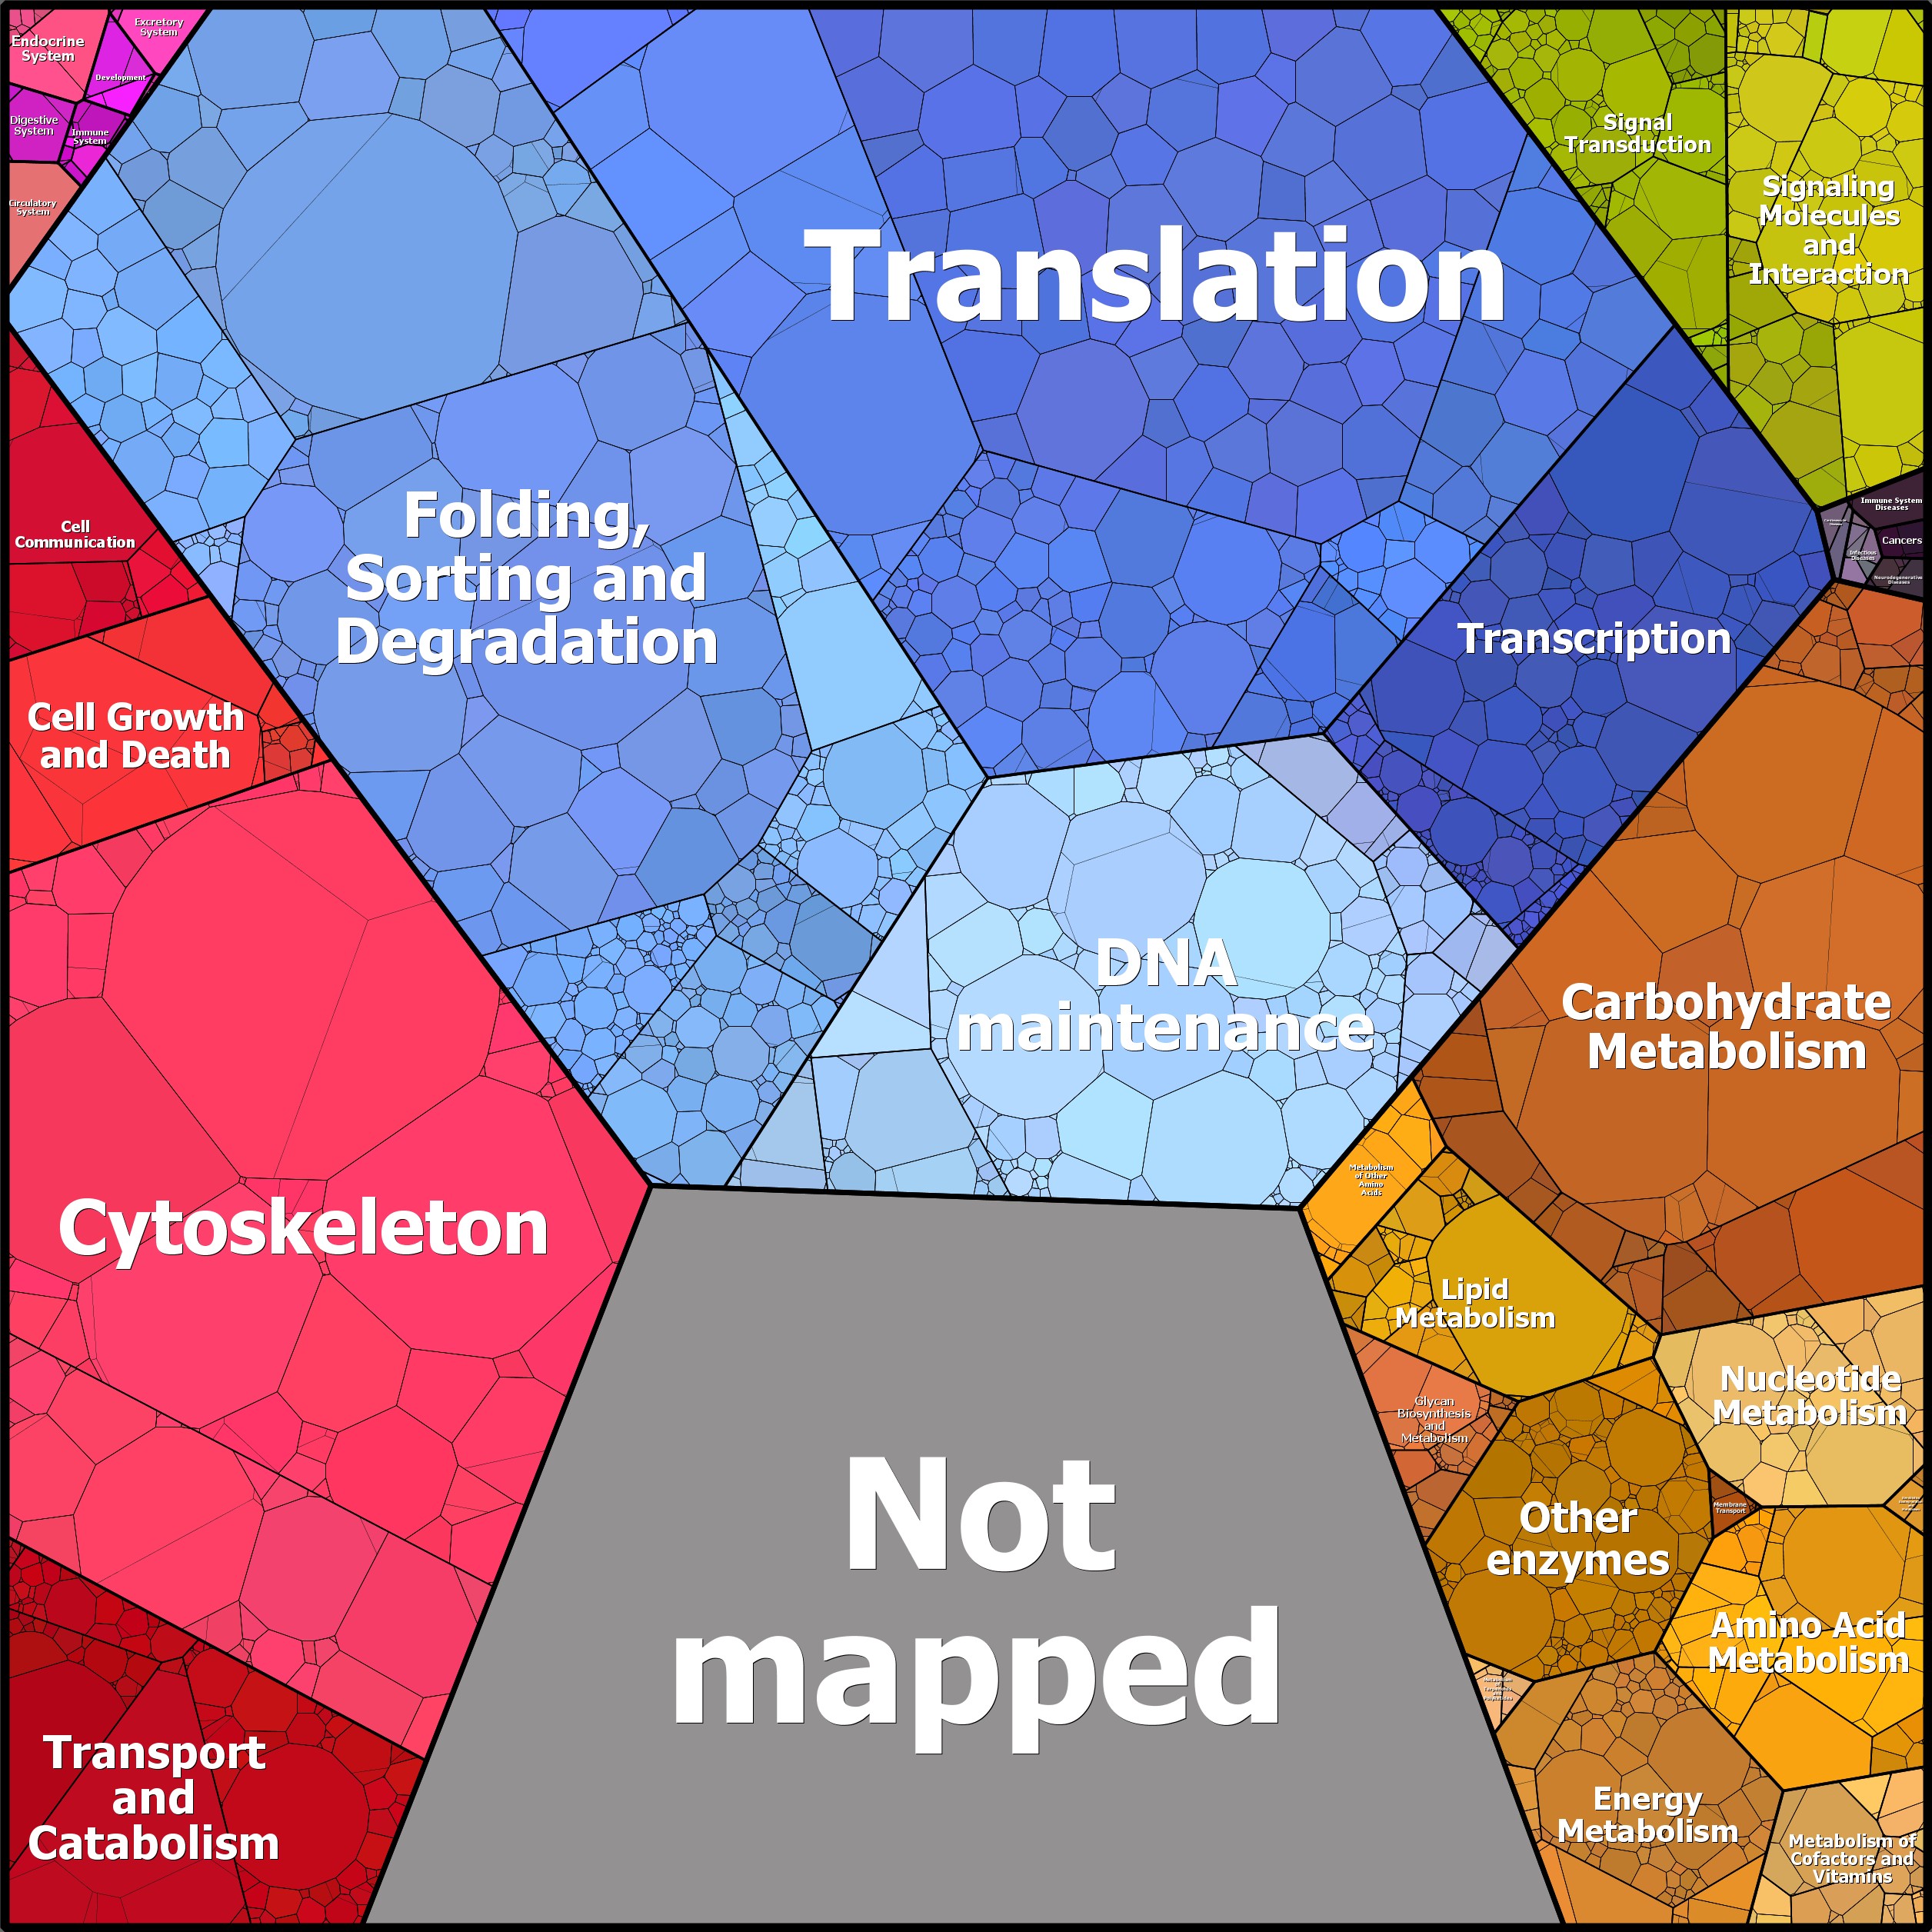 Endocrine
System
Excretory
System
Development
Digestive
System
Immune
System
Circulatory
System
Translation
Signal
Transduction
Signaling
Molecules
and
Interaction
Folding,
Sorting and
Degradation
Cell
Communication
Immune System
Diseases
Cancers
Infectious
Diseases
Neurodegenerative
Diseases
Transcription
Cell Growth
and Death
DNA
maintenance
Carbohydrate
Metabolism
Cytoskeleton
Metabolism
of Other
Amino
Acids
Lipid
Metabolism
Glycan
Biosynthesis
and
Metabolism
Nucleotide
Metabolism
Membrane
Transport
Not
mapped
Other
enzymes
Amino Acid
Metabolism
Transport
and
Catabolism
Energy
Metabolism
Metabolism of
Cofactors and
Vitamins